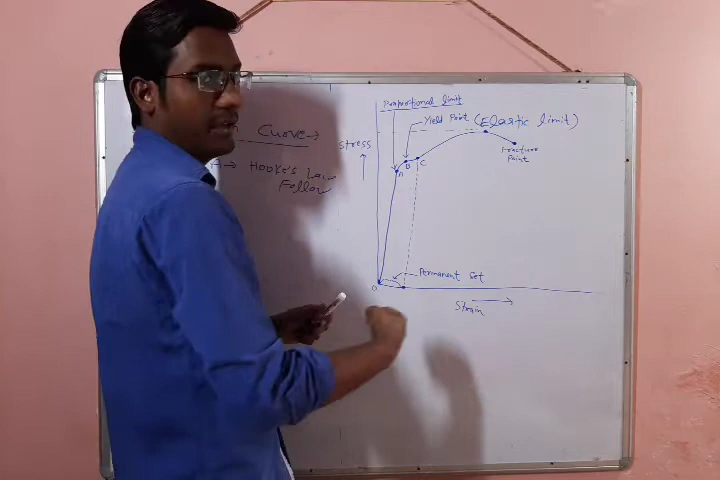 Curve→
A → HOOKE'S Law
Follow
Stress
↑
Proportional limit
Yield Point (Elastic limit)
A
B
C
Fracture
Point
Permanent Set
O
Strain →